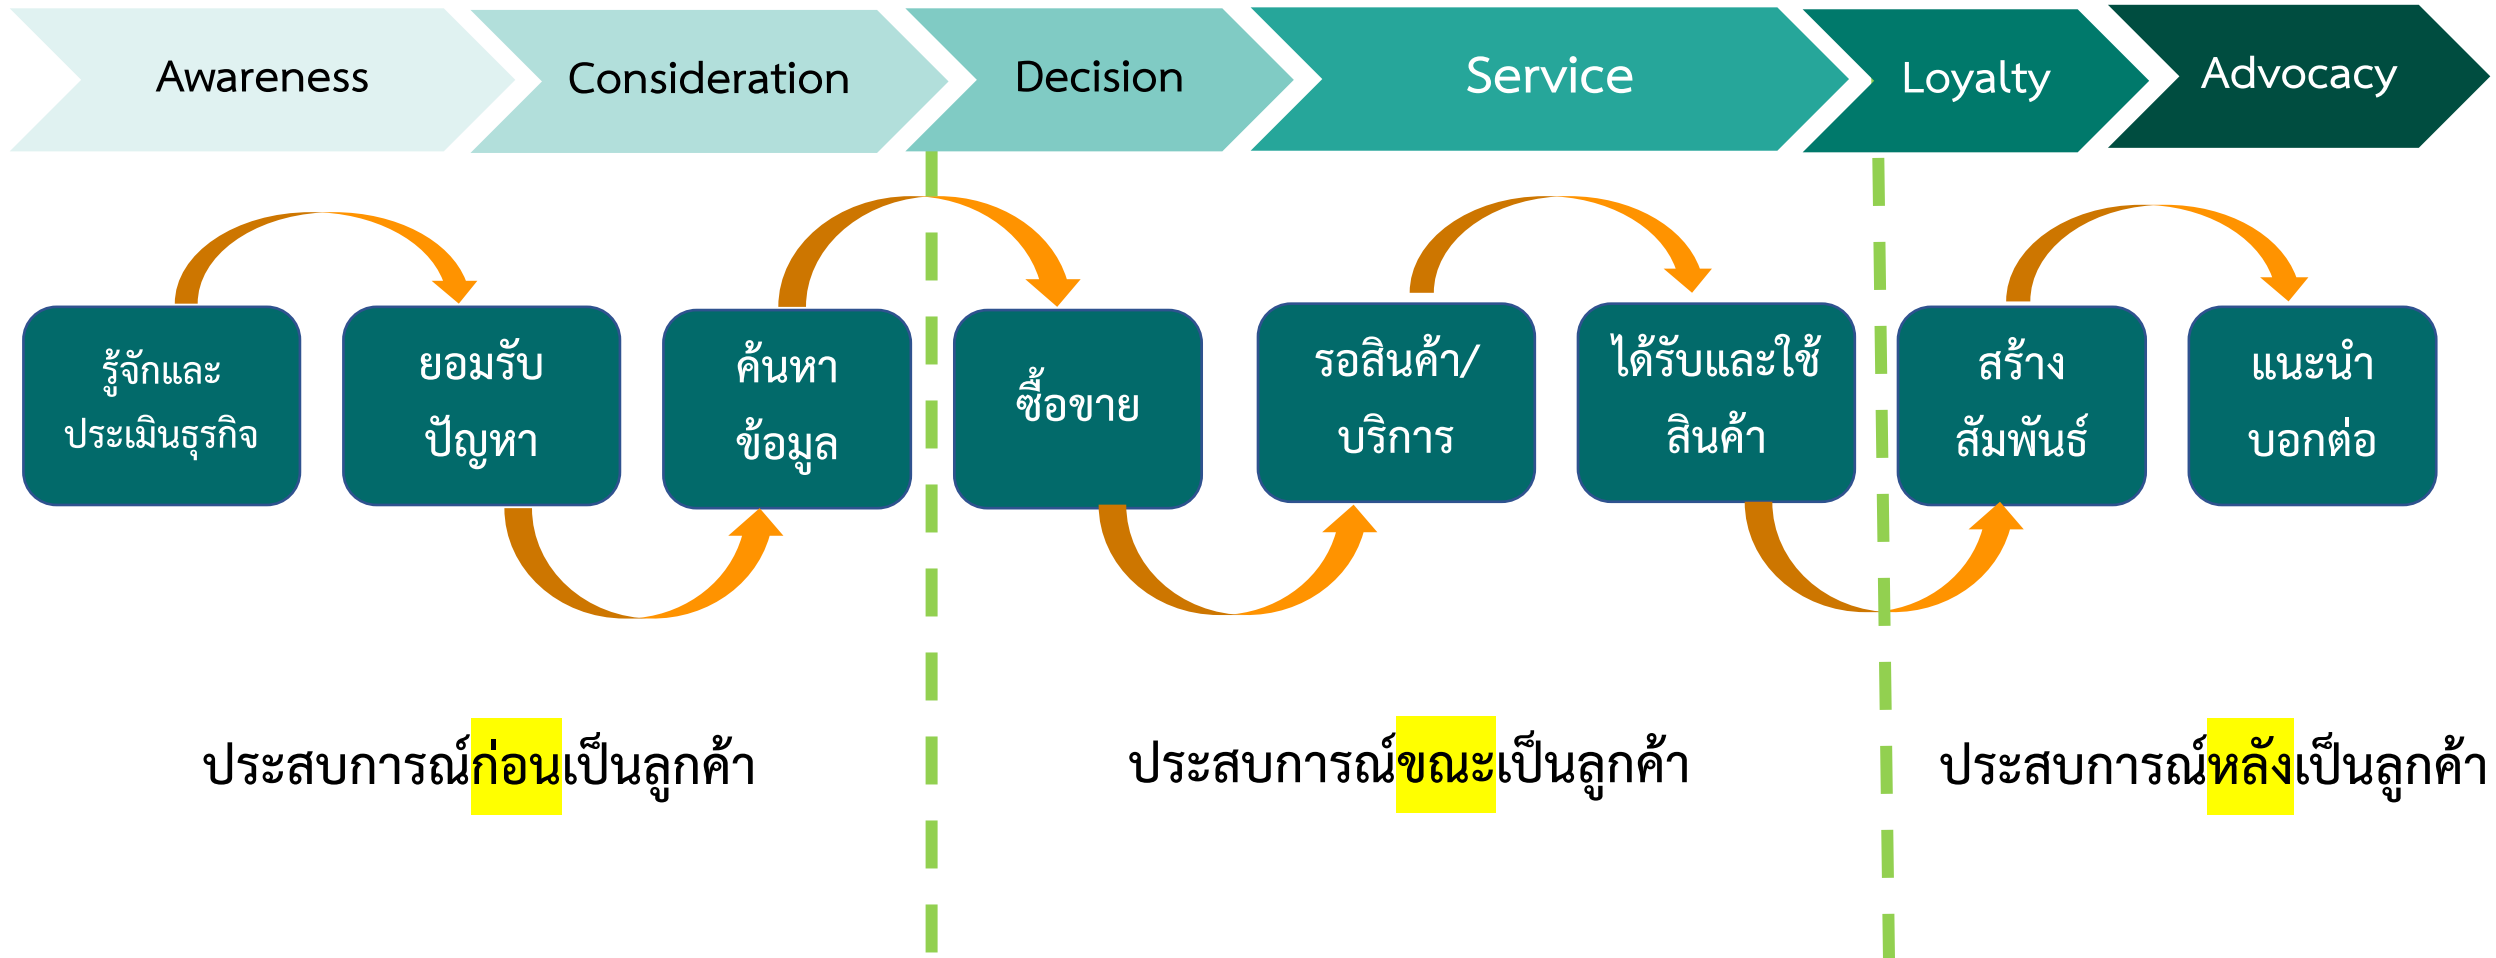 Awareness
Consideration
Decision
Service
Loyalty
Advocacy
รู้จักและ
ประเมินธุรกิจ
ยอมรับ
ปัญหา
ค้นหา
ข้อมูล
ซื้อขาย
รอสินค้า/
บริการ
ได้รับและใช้
สินค้า
สร้าง
สัมพันธ์
แนะนำ
บอกต่อ
ประสบการณ์ก่อนเป็นลูกค้า
ประสบการณ์ขณะเป็นลูกค้า
ประสบการณ์หลังเป็นลูกค้า